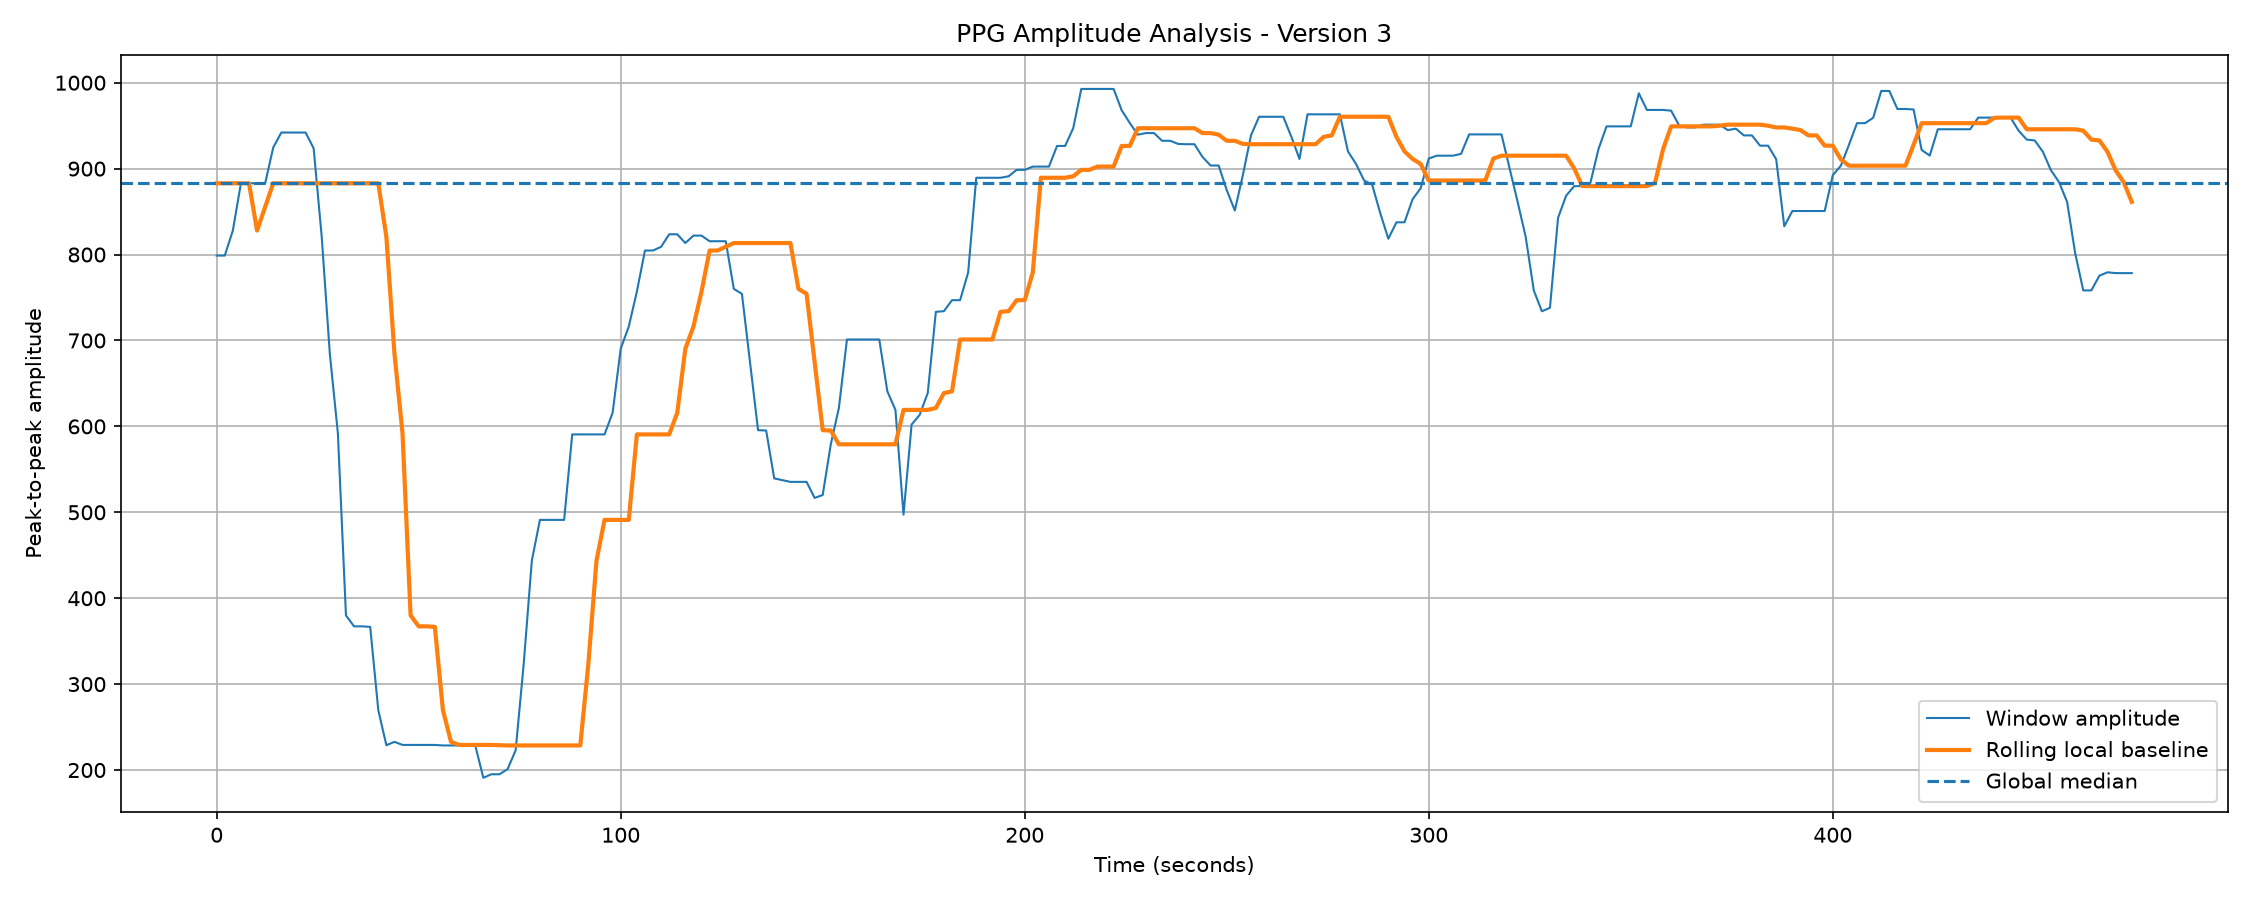 PPG Amplitude Analysis - Version 3
Peak-to-peak amplitude
1000
900
800
700
600
500
400
300
200
0 100 200 300 400
Time (seconds)
Window amplitude
Rolling local baseline
Global median